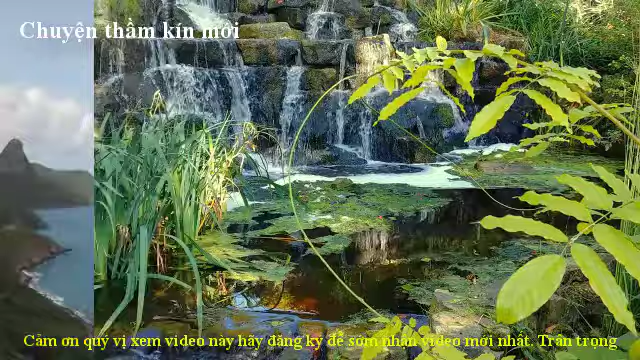 Chuyện thầm kín mới
Cảm ơn quý vị xem video này hãy đăng ký để sớm nhận video mới nhất. Trân trọng